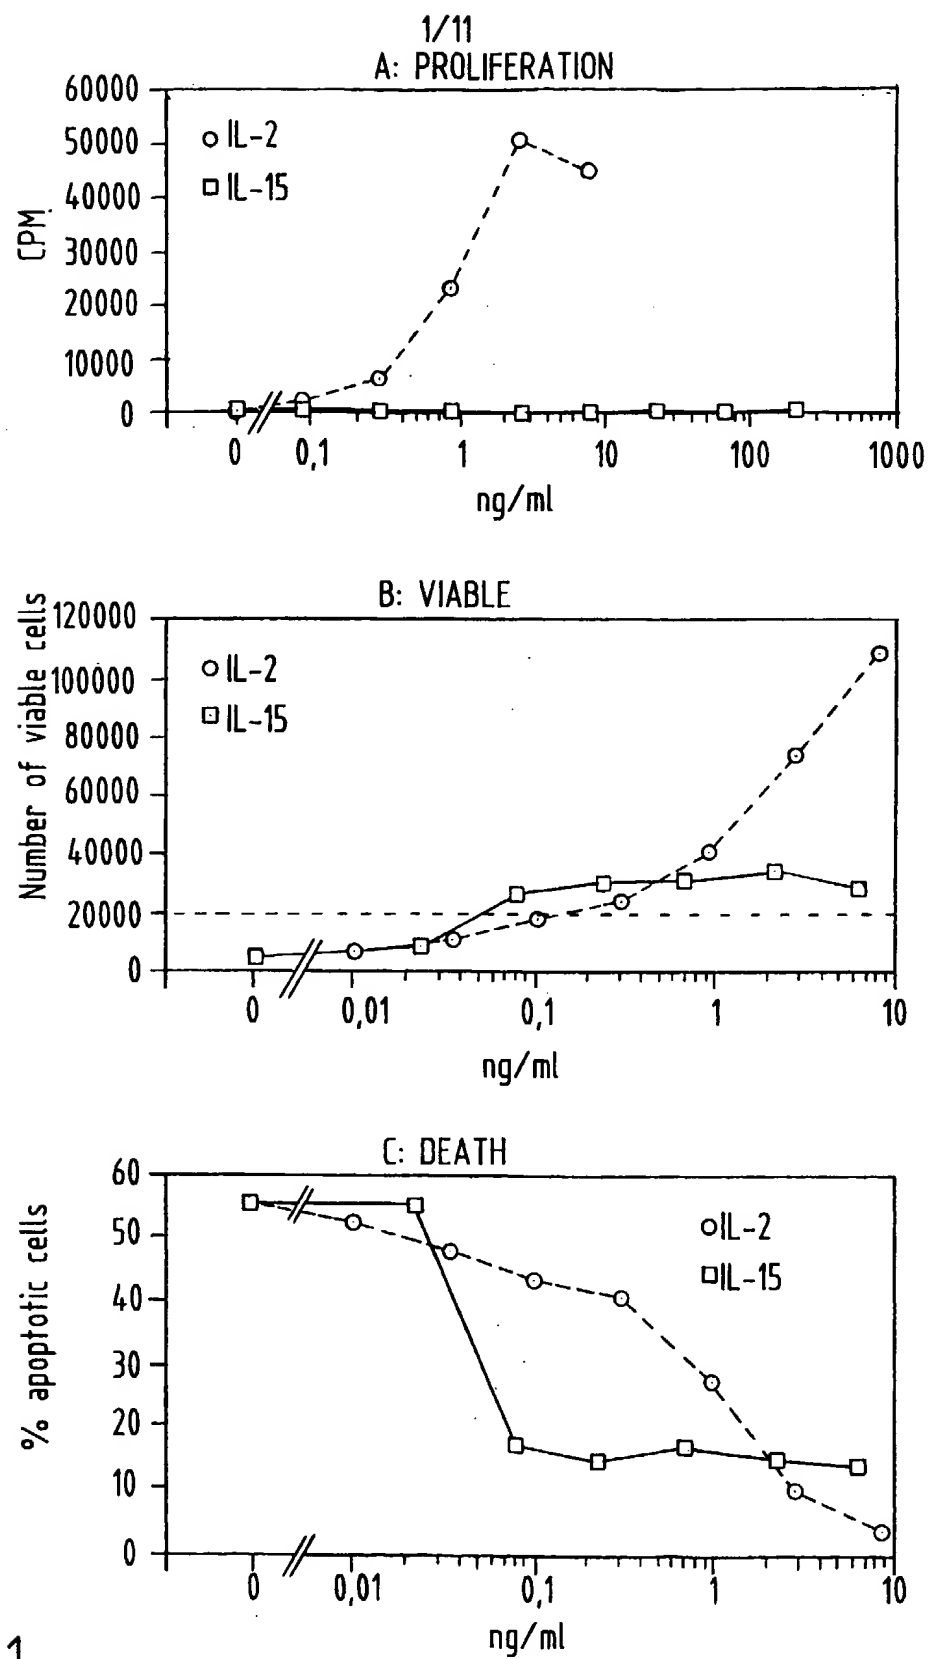 1/11
A: PROLIFERATION
60000
50000
40000
30000
20000
10000
0
CPM
IL-2
IL-15
0 0,1 1 10 100 1000
ng/ml
B: VIABLE
120000
100000
80000
60000
40000
20000
0
Number of viable cells
IL-2
IL-15
0 0,01 0,1 1 10
ng/ml
C: DEATH
60
50
40
30
20
10
0
% apoptotic cells
IL-2
IL-15
0 0,01 0,1 1 10
ng/ml
1